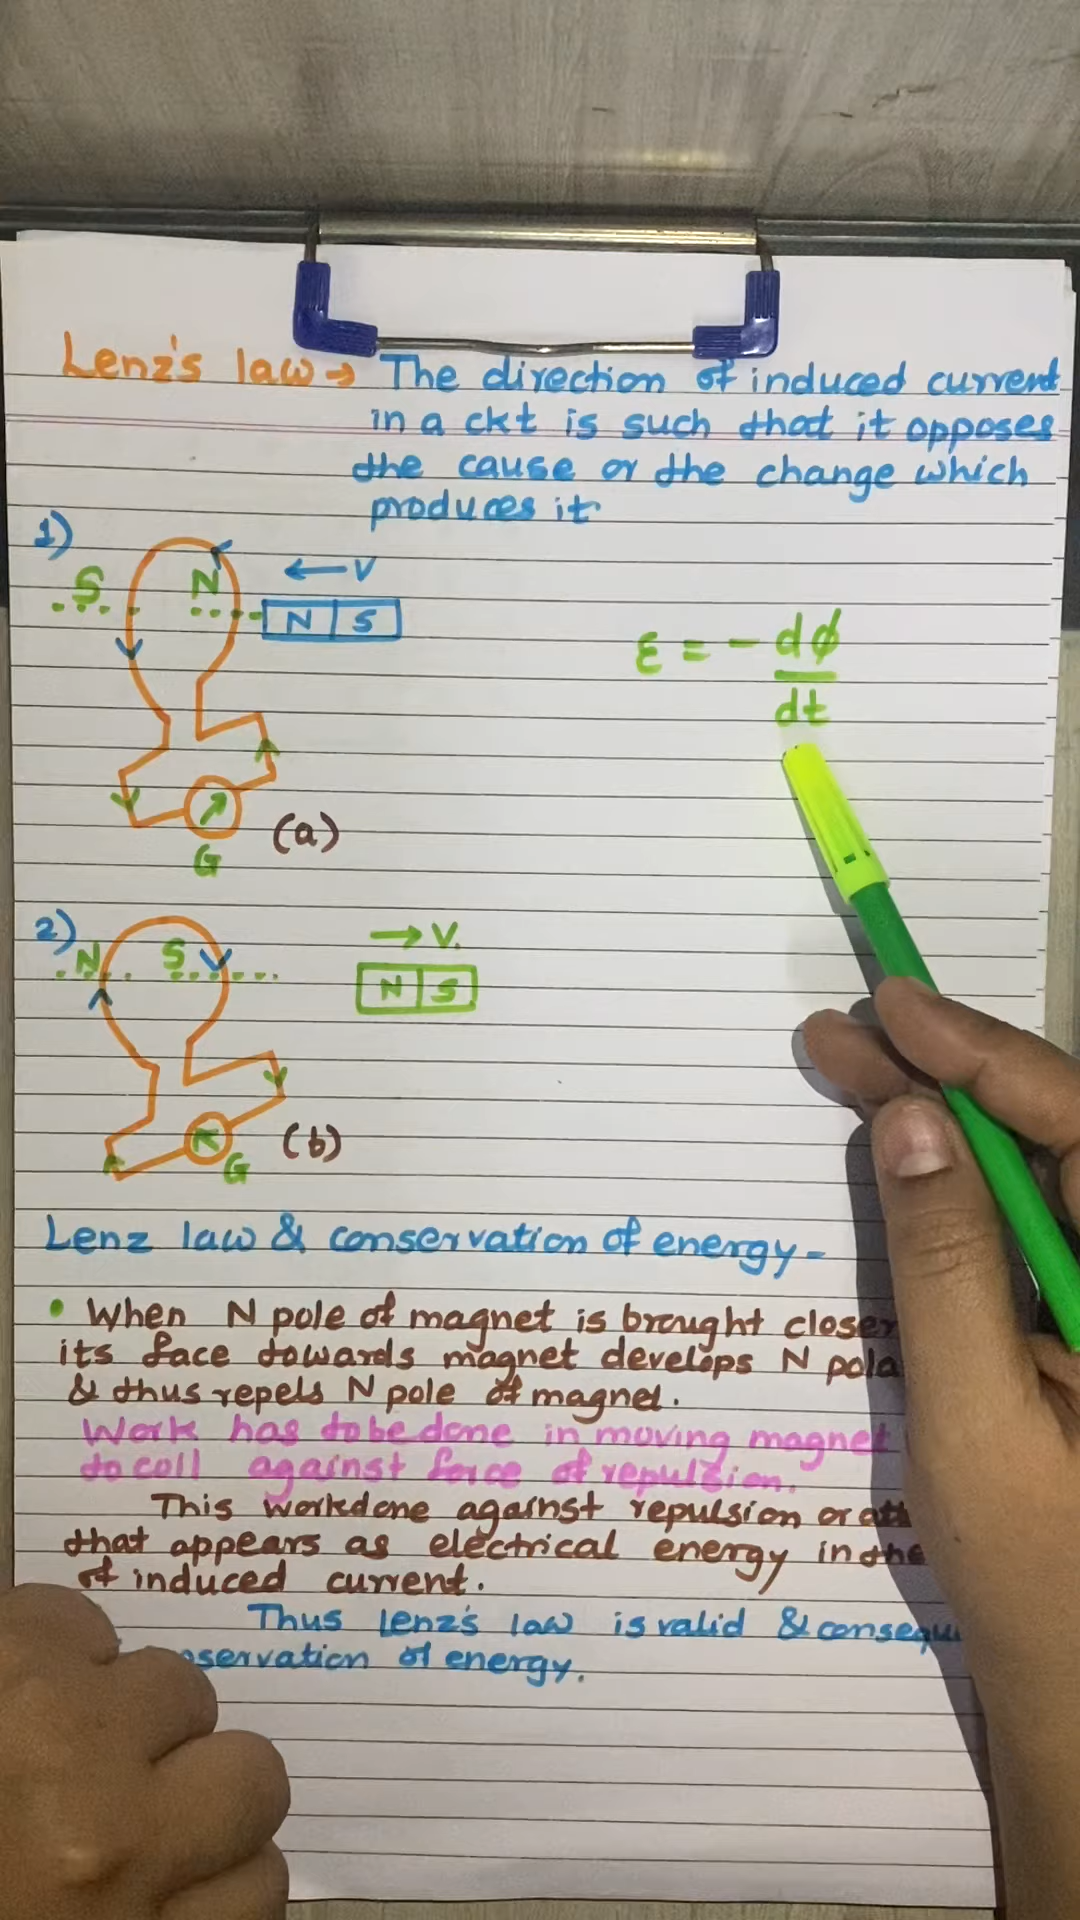 Lenz's law → The direction of induced current
in a ckt is such that it opposes
the cause or the change which
produces it
1)
S N ← V
N S
ε = - dφ
dt
G (a)
2)
N S → V.
N S
G (b)
Lenz law & conservation of energy -
• When N pole of magnet is brought closer
its face towards magnet develops N
& thus repels N pole of magnet.
Work has to be done in moving magnet
to coil against force of repulsion.
This workdone against repulsion or
that appears as electrical energy in the
of induced current.
Thus Lenz's law is valid &
of energy.